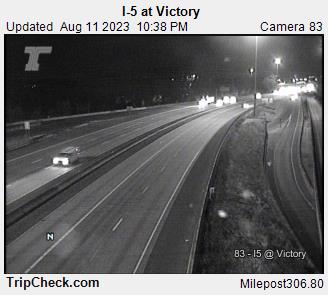 I-5 at Victory
Updated Aug 11 2023 10:38 PM Camera 83
T
N
83 - I5 @ Victory
TripCheck.com Milepost306.80